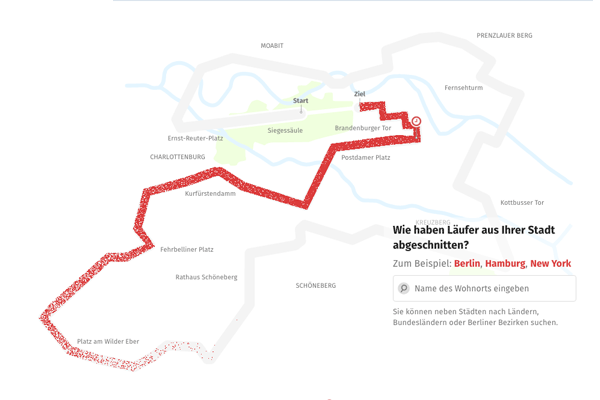 PRENZLAUER BERG
MOABIT
Fernsehturm
Ziel
Start
Siegessäule
Brandenburger Tor
Ernst-Reuter-Platz
CHARLOTTENBURG
Postdamer Platz
Kurfürstendamm
Kottbusser Tor
KREUZBERG
Wie haben Läufer aus Ihrer Stadt
abgeschnitten?
Fehrbelliner Platz
Zum Beispiel: Berlin, Hamburg, New York
Rathaus Schöneberg
SCHÖNEBERG
Name des Wohnorts eingeben
Sie können neben Städten nach Ländern,
Bundesländern oder Berliner Bezirken suchen.
Platz am Wilder Eber